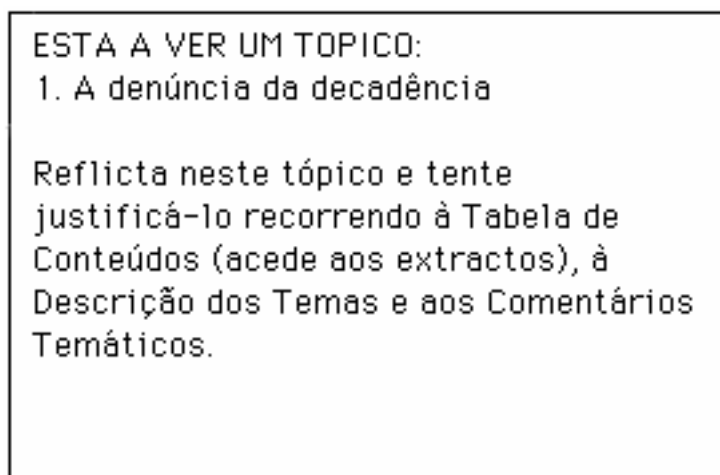 ESTA A VER UM TOPICO:
1. A denúncia da decadência
Reflicta neste tópico e tente
justificá-lo recorrendo à Tabela de
Conteúdos (acede aos extractos), à
Descrição dos Temas e aos Comentários
Temáticos.